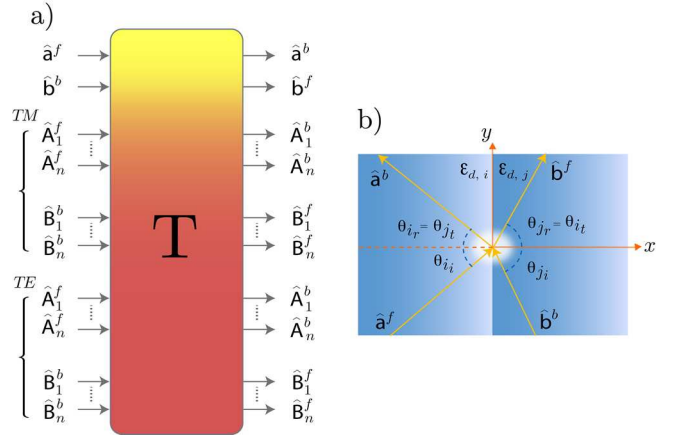 a)
â^f â^b
b̂^b b̂^f
TM
Â_1^f Â_1^b
Â_n^f Â_n^b
B̂_1^b B̂_1^f
B̂_n^b B̂_n^f
T
TE
Â_1^f Â_1^b
Â_n^f Â_n^b
B̂_1^b B̂_1^f
B̂_n^b B̂_n^f
b)
y
â^b ε_{d, i} ε_{d, j} b̂^f
θ_{i_r} = θ_{j_t} θ_{j_r} = θ_{i_t}
x
θ_{i_i} θ_{j_i}
â^f b̂^b